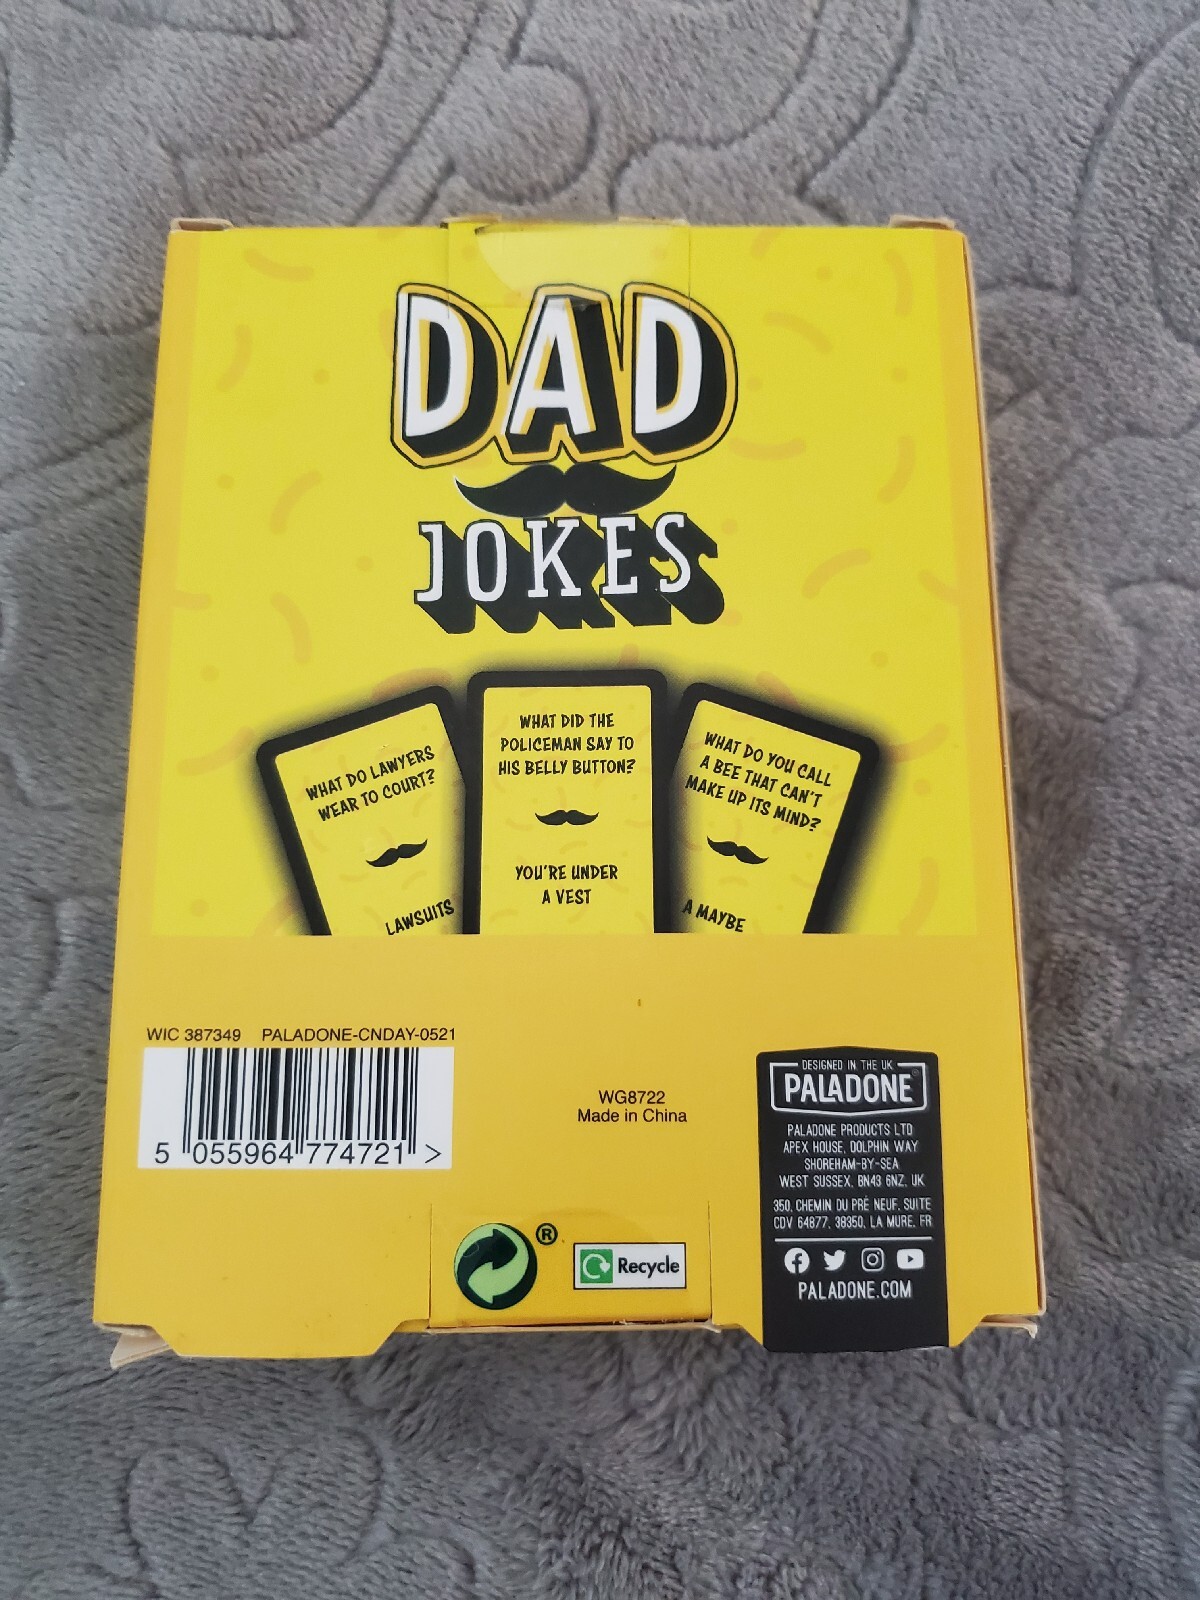 DAD
JOKES
WHAT DO LAWYERS
WEAR TO COURT?
LAWSUITS
WHAT DID THE
POLICEMAN SAY TO
HIS BELLY BUTTON?
YOU'RE UNDER
A VEST
WHAT DO YOU CALL
A BEE THAT CAN'T
MAKE UP ITS MIND?
A MAYBE
WIC 387349 PALADONE-CNDAY-0521
5 055964 774721 >
WG8722
Made in China
®
Recycle
DESIGNED IN THE UK
PALADONE®
PALADONE PRODUCTS LTD
APEX HOUSE, DOLPHIN WAY
SHOREHAM-BY-SEA
WEST SUSSEX, BN43 6NZ, UK
350, CHEMIN DU PRÉ NEUF, SUITE
CDV 64877, 38350, LA MURE, FR
PALADONE.COM